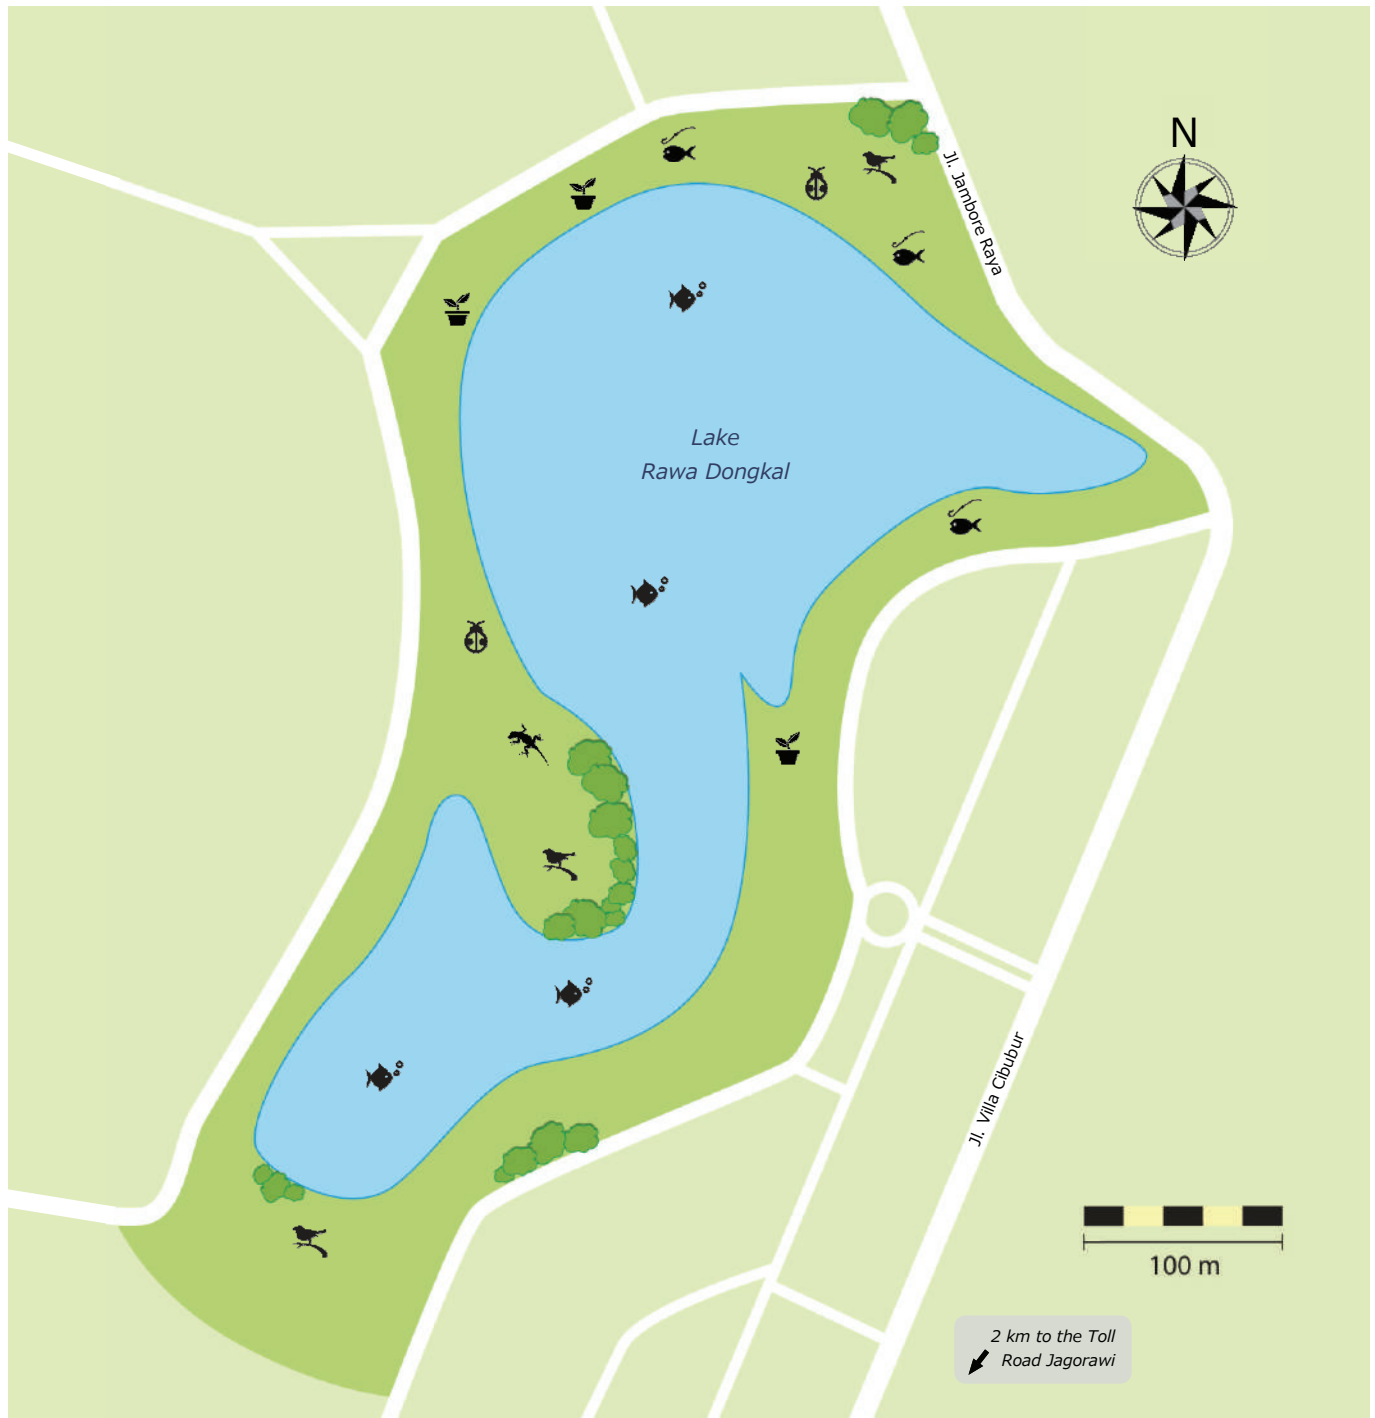 N
Jl. Jambore Raya
Lake
Rawa Dongkal
Jl. Villa Cibubur
100 m
2 km to the Toll
Road Jagorawi